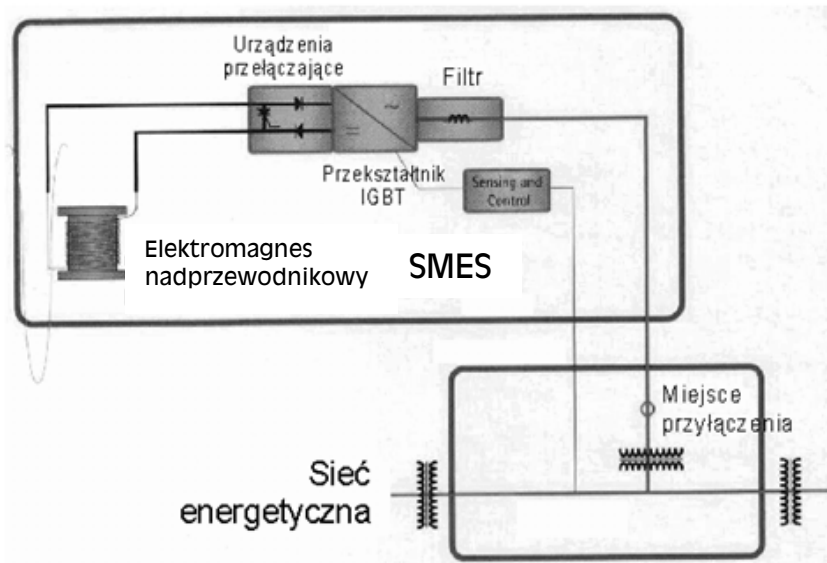 Urządzenia
przełączające
Filtr
Przekształtnik
IGBT
Sensing and
Control
Elektromagnes
nadprzewodnikowy
SMES
Miejsce
przyłączenia
Sieć
energetyczna